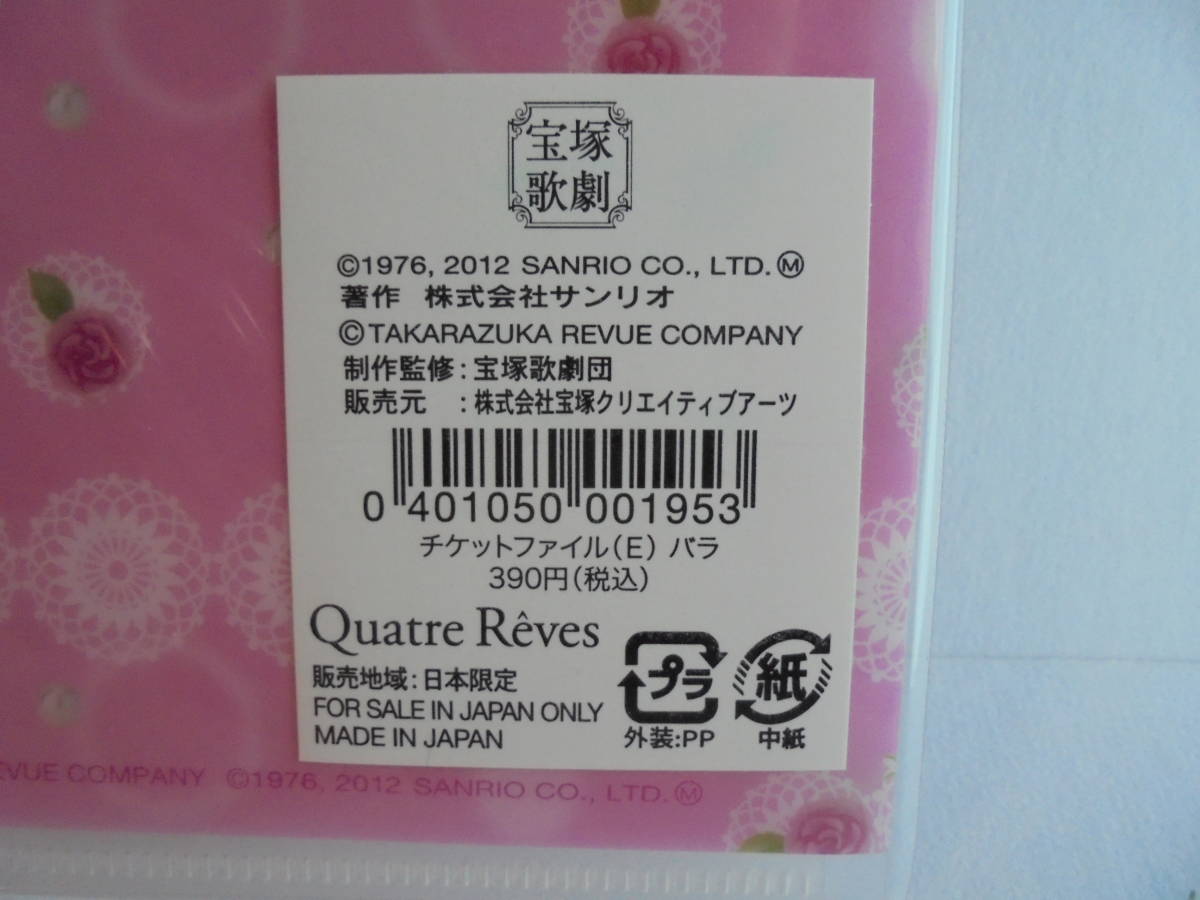 宝塚
歌劇
©1976, 2012 SANRIO CO., LTD.Ⓜ
著作 株式会社サンリオ
©TAKARAZUKA REVUE COMPANY
制作監修:宝塚歌劇団
販売元 :株式会社宝塚クリエイティブアーツ
0 401050 001953
チケットファイル(E) バラ
390円(税込)
Quatre Rêves
販売地域:日本限定
FOR SALE IN JAPAN ONLY
MADE IN JAPAN
プラ
外装:PP
紙
中紙
REVUE COMPANY ©1976, 2012 SANRIO CO., LTD.Ⓜ